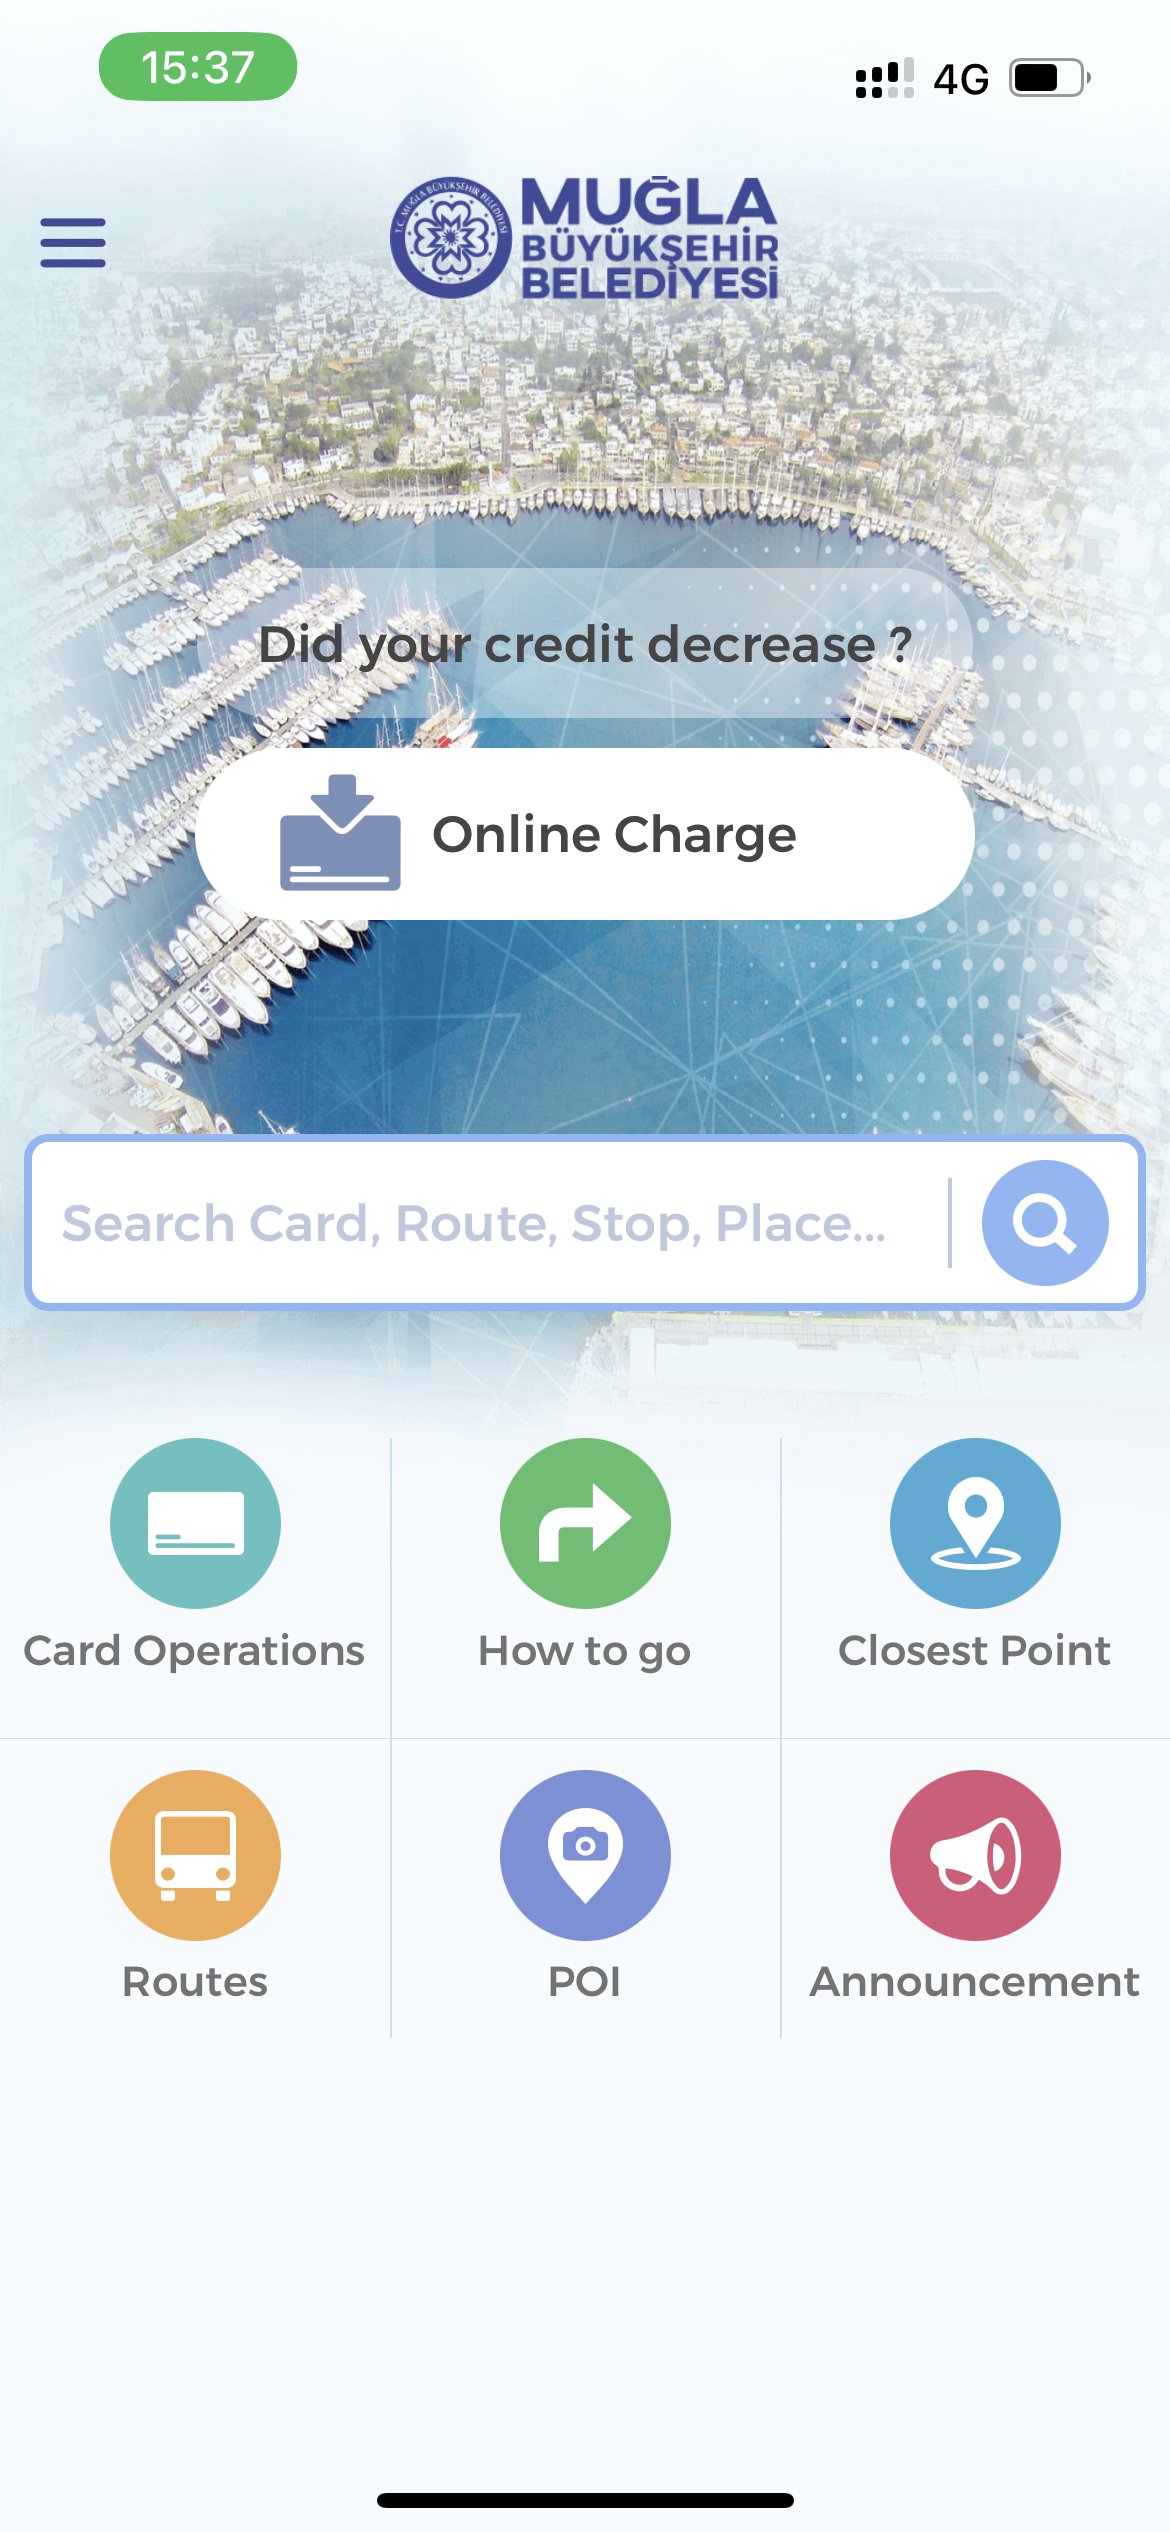 15:37
4G
T.C. MUĞLA BÜYÜKŞEHİR BELEDİYESİ
MUĞLA
BÜYÜKŞEHİR
BELEDİYESİ
Did your credit decrease ?
Online Charge
Search Card, Route, Stop, Place...
Card Operations
How to go
Closest Point
Routes
POI
Announcement